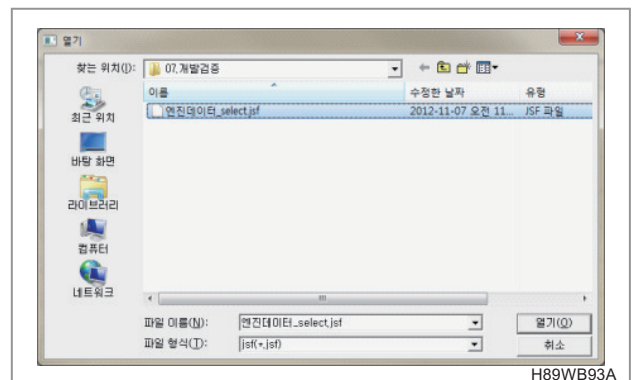 열기
찾는 위치(I): 07.개발검증
이름 수정한 날짜 유형
엔진데이터_select.jsf 2012-11-07 오전 11... JSF 파일
최근 위치
바탕 화면
라이브러리
컴퓨터
네트워크
파일 이름(N): 엔진데이터_select.jsf 열기(O)
파일 형식(T): jsf(*.jsf) 취소
H89WB93A